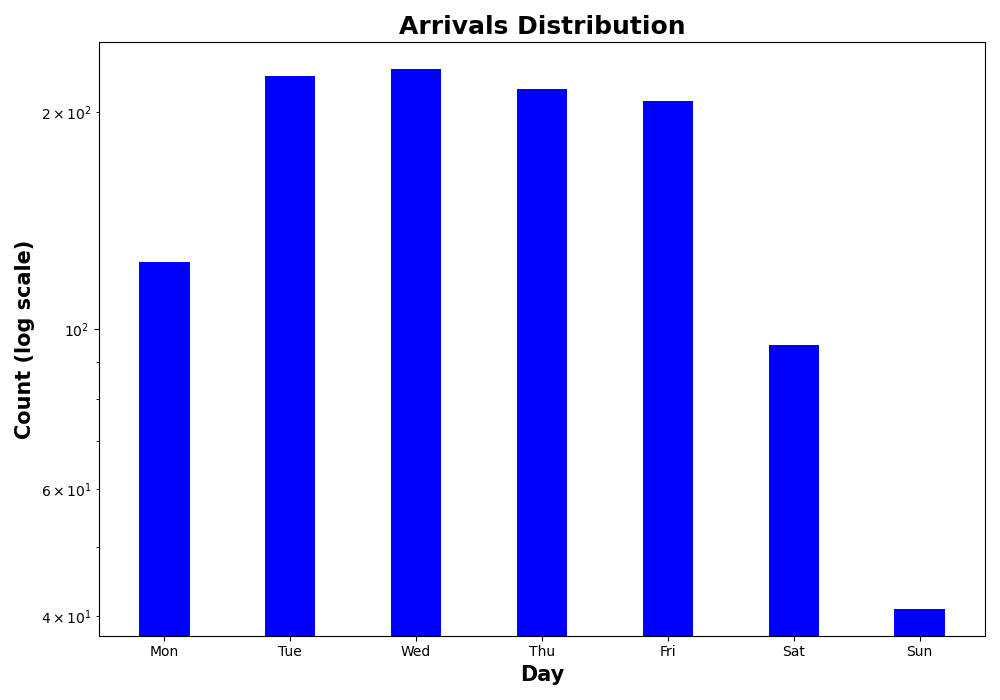 Arrivals Distribution
Count (log scale)
2 × 10²
10²
6 × 10¹
4 × 10¹
Mon Tue Wed Thu Fri Sat Sun
Day